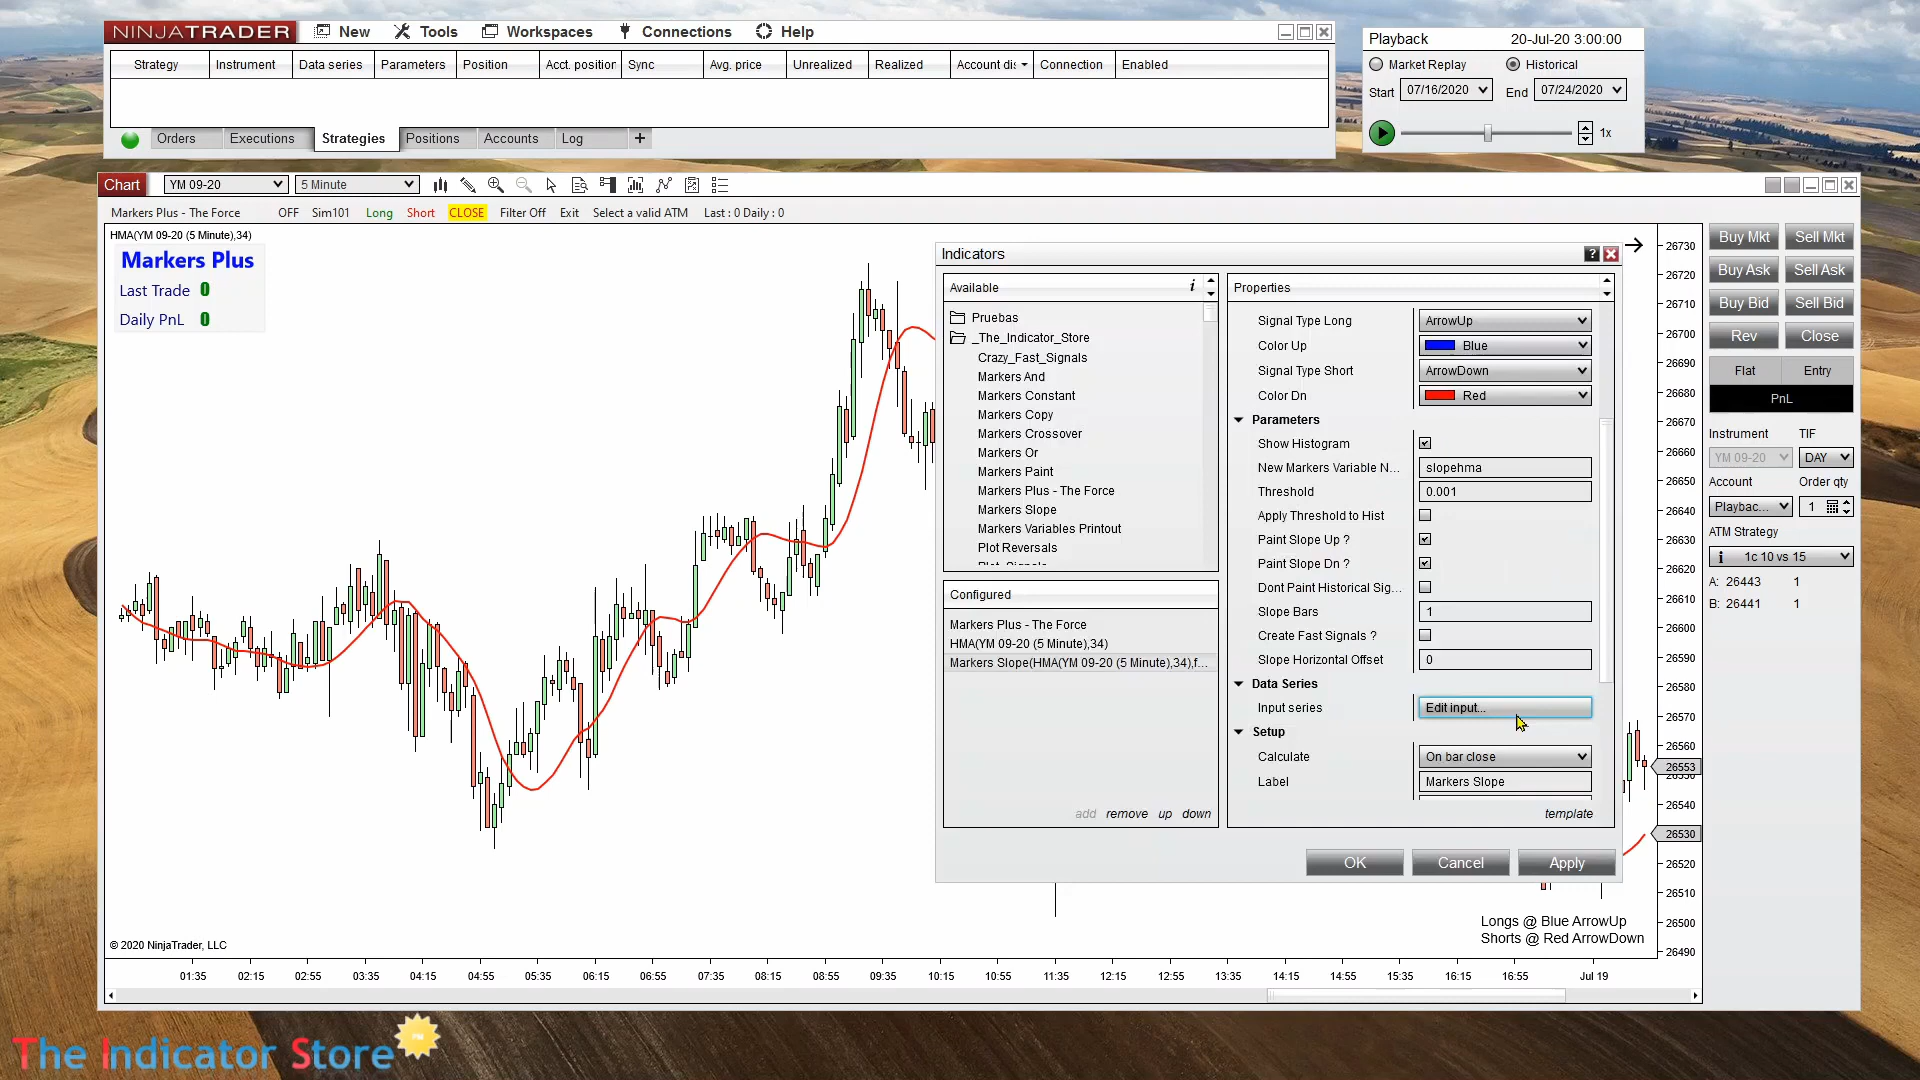 NINJATRADER New Tools Workspaces Connections Help
Strategy Instrument Data series Parameters Position Acct. position Sync Avg. price Unrealized Realized Account di Connection Enabled
Orders Executions Strategies Positions Accounts Log +
Playback 20-Jul-20 3:00:00
Market Replay Historical
Start 07/16/2020 End 07/24/2020
1x
Chart YM 09-20 5 Minute
Markers Plus - The Force OFF Sim101 Long Short CLOSE Filter Off Exit Select a valid ATM Last : 0 Daily : 0
HMA(YM 09-20 (5 Minute),34)
Markers Plus
Last Trade 0
Daily PnL 0
Indicators ?
Available i
Pruebas
_The_Indicator_Store
Crazy_Fast_Signals
Markers And
Markers Constant
Markers Copy
Markers Crossover
Markers Or
Markers Paint
Markers Plus - The Force
Markers Slope
Markers Variables Printout
Plot Reversals
Configured
Markers Plus - The Force
HMA(YM 09-20 (5 Minute),34)
Markers Slope(HMA(YM 09-20 (5 Minute),34),f...
add remove up down
Properties
Signal Type Long ArrowUp
Color Up Blue
Signal Type Short ArrowDown
Color Dn Red
Parameters
Show Histogram
New Markers Variable N... slopehma
Threshold 0.001
Apply Threshold to Hist
Paint Slope Up ?
Paint Slope Dn ?
Dont Paint Historical Sig...
Slope Bars 1
Create Fast Signals ?
Slope Horizontal Offset 0
Data Series
Input series Edit input...
Setup
Calculate On bar close
Label Markers Slope
template
OK Cancel Apply
26730
26720
26710
26700
26690
26680
26670
26660
26650
26640
26630
26620
26610
26600
26590
26580
26570
26560
26553
26540
26530
26520
26510
26500
26490
Buy Mkt Sell Mkt
Buy Ask Sell Ask
Buy Bid Sell Bid
Rev Close
Flat Entry
PnL
Instrument TIF
YM 09-20 DAY
Account Order qty
Playbac... 1
ATM Strategy
i 1c 10 vs 15
A: 26443 1
B: 26441 1
Longs @ Blue ArrowUp
Shorts @ Red ArrowDown
© 2020 NinjaTrader, LLC
01:35 02:15 02:55 03:35 04:15 04:55 05:35 06:15 06:55 07:35 08:15 08:55 09:35 10:15 10:55 11:35 12:15 12:55 13:35 14:15 14:55 15:35 16:15 16:55 Jul 19
The Indicator Store